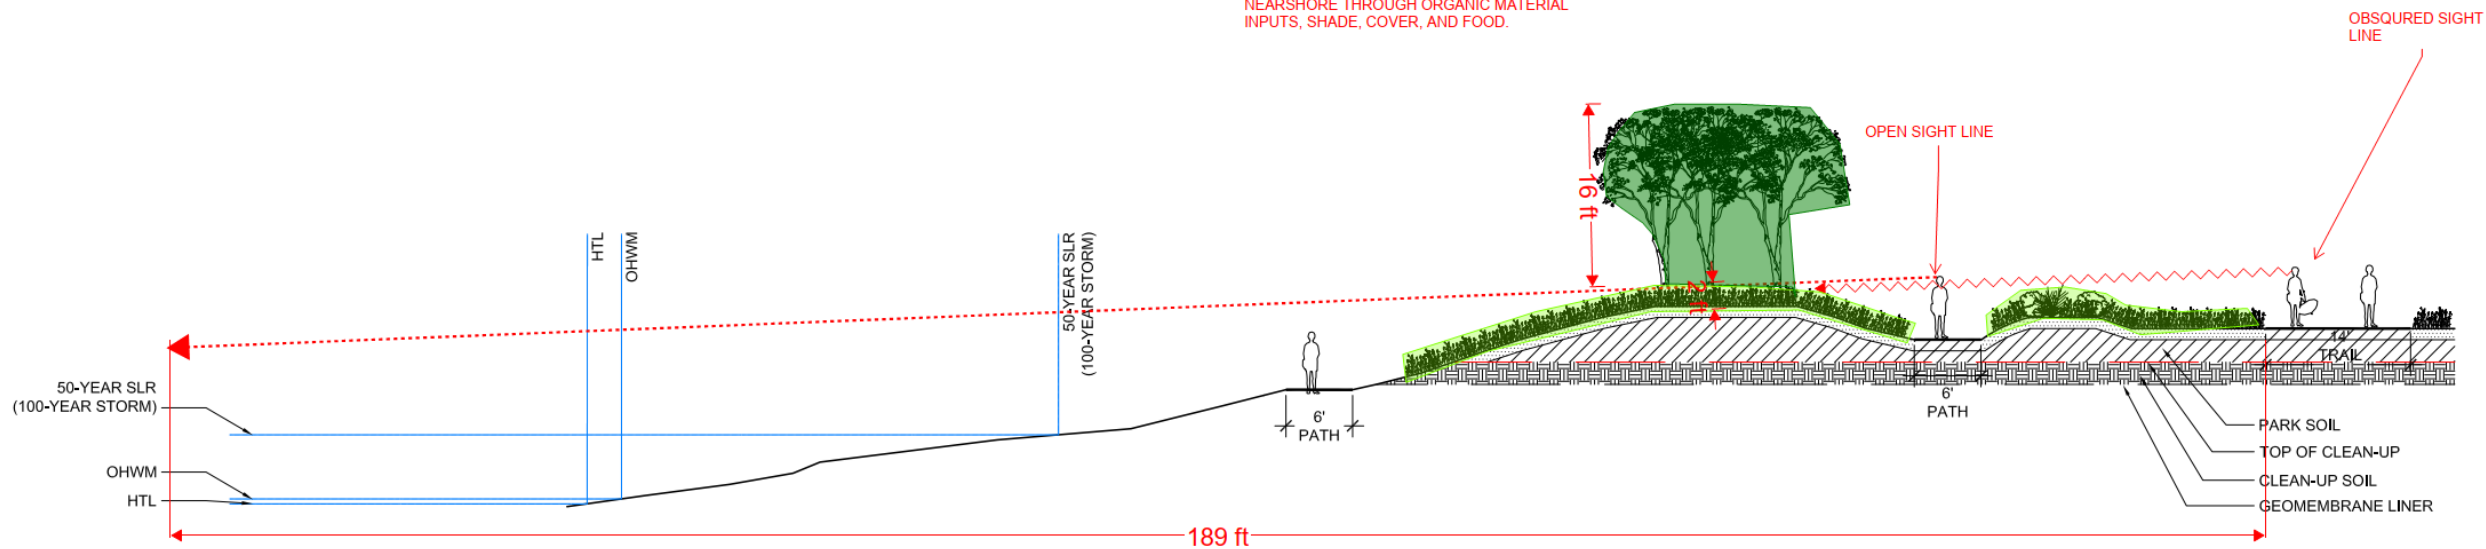 NEARSHORE THROUGH ORGANIC MATERIAL
INPUTS, SHADE, COVER, AND FOOD.
OBSQURED SIGHT
LINE
OPEN SIGHT LINE
16 ft
2 ft
HTL
OHWM
50-YEAR SLR
(100-YEAR STORM)
50-YEAR SLR
(100-YEAR STORM)
OHWM
HTL
6'
PATH
6'
PATH
14'
TRAIL
PARK SOIL
TOP OF CLEAN-UP
CLEAN-UP SOIL
GEOMEMBRANE LINER
189 ft